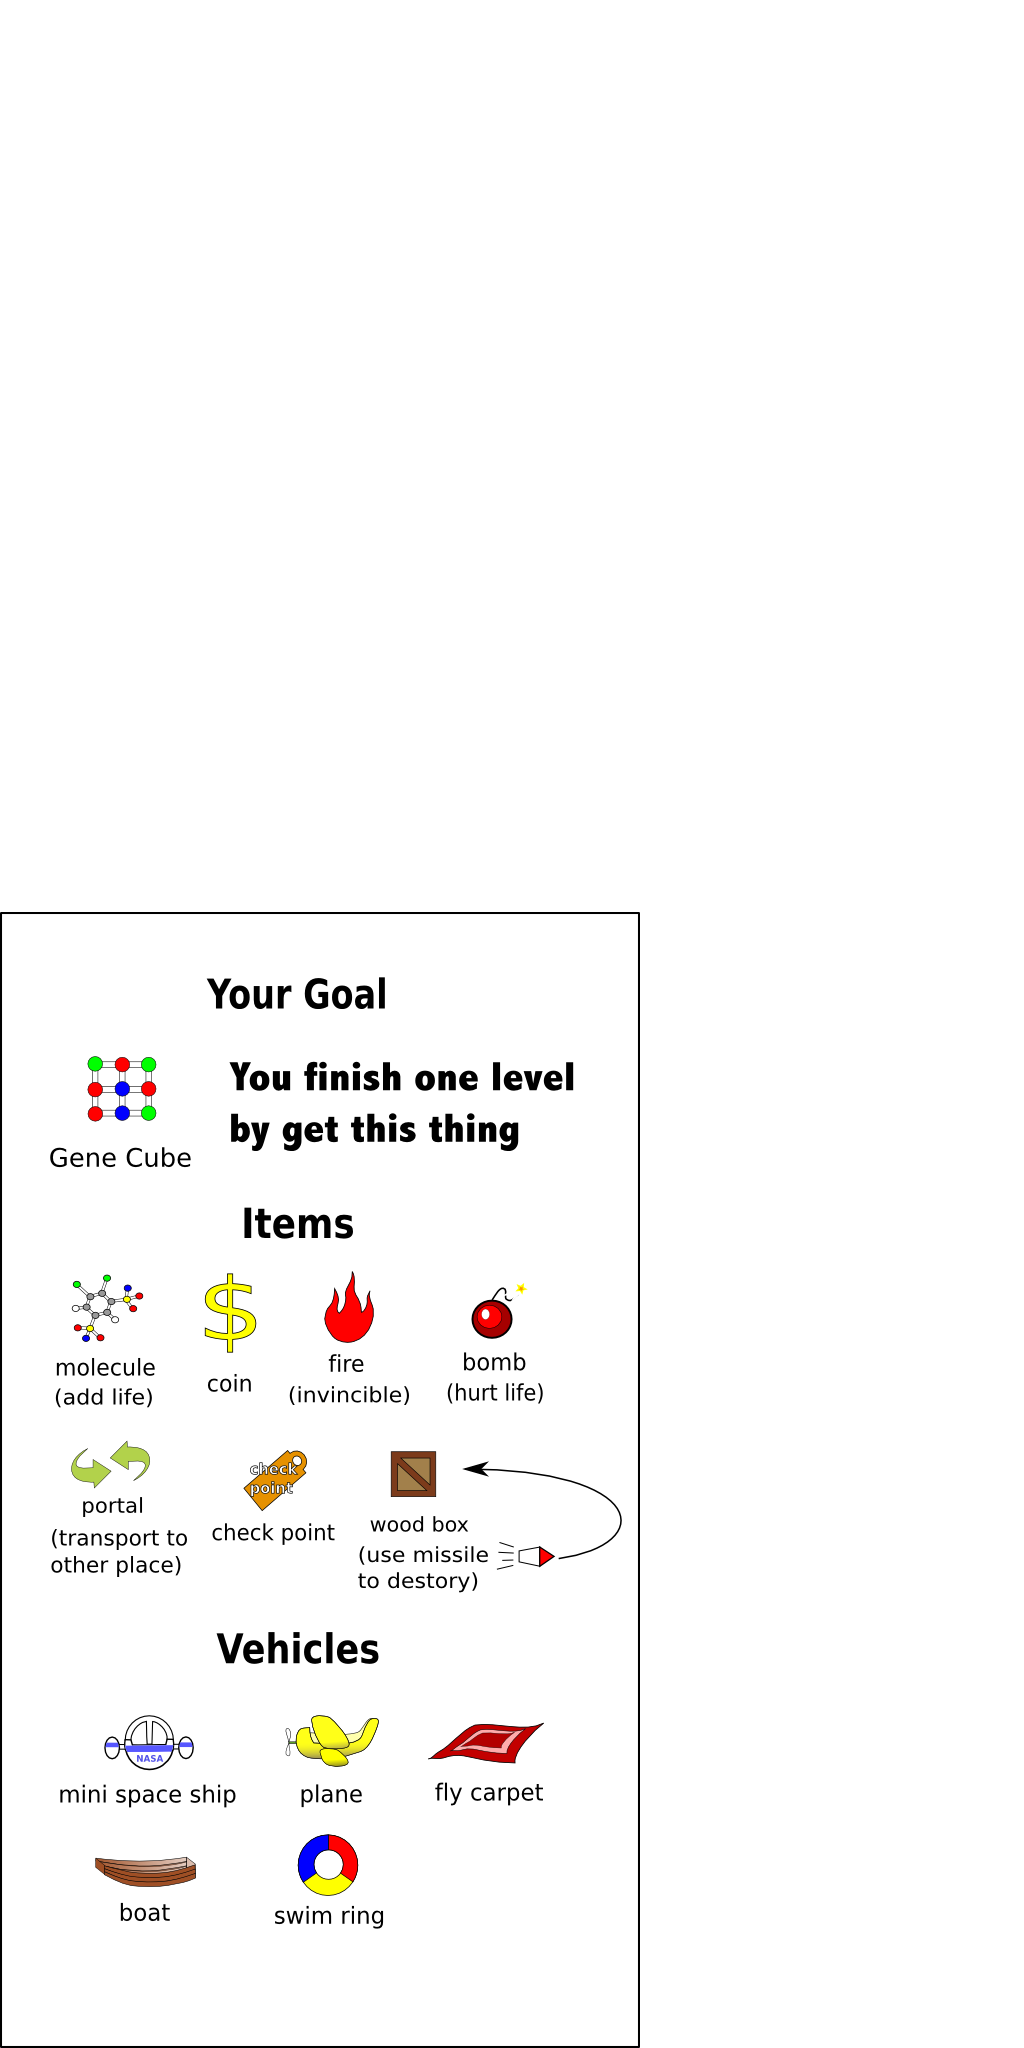 Your Goal
You finish one level
by get this thing
Gene Cube
Items
molecule
(add life)
coin
fire
(invincible)
bomb
(hurt life)
portal
(transport to
other place)
check
point
check point
wood box
(use missile
to destory)
Vehicles
NASA
mini space ship
plane
fly carpet
boat
swim ring